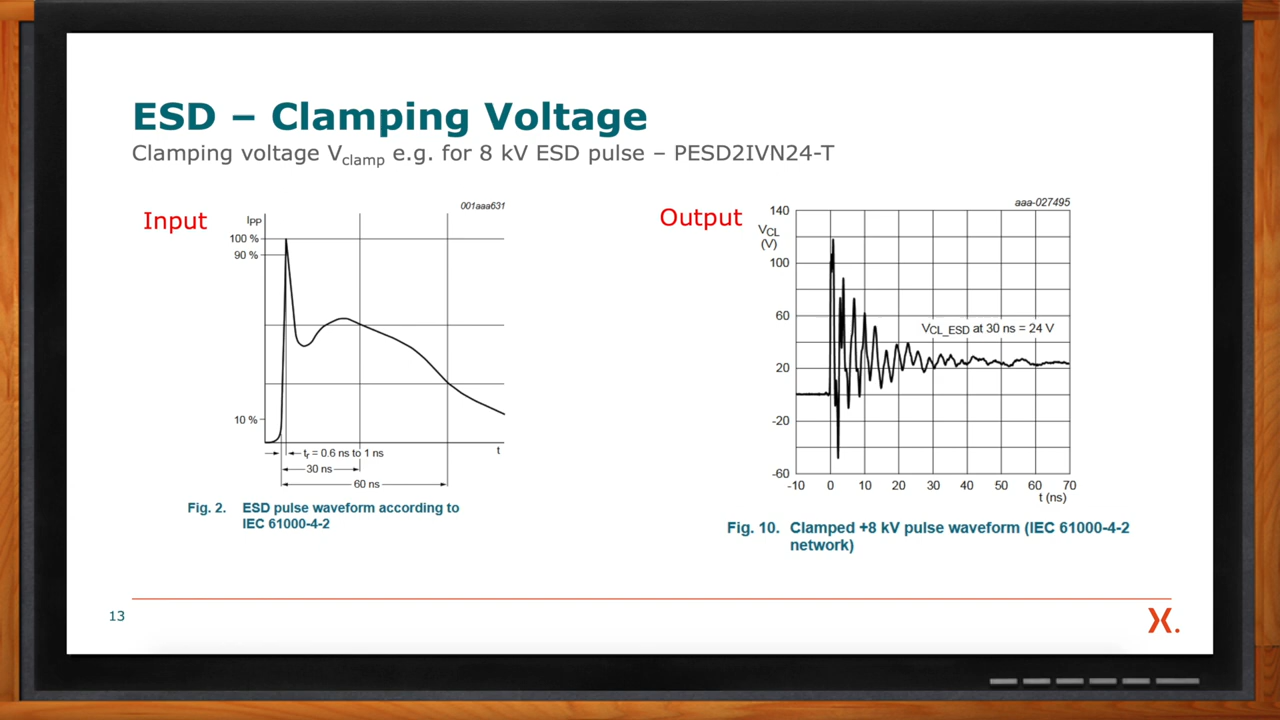 ESD – Clamping Voltage
Clamping voltage Vclamp e.g. for 8 kV ESD pulse – PESD2IVN24-T
Input
001aaa631
IPP
100 %
90 %
10 %
t
tr = 0.6 ns to 1 ns
30 ns
60 ns
Fig. 2. ESD pulse waveform according to
IEC 61000-4-2
Output
aaa-027495
VCL
(V)
140
100
60
20
-20
-60
VCL_ESD at 30 ns = 24 V
-10 0 10 20 30 40 50 60 70
t (ns)
Fig. 10. Clamped +8 kV pulse waveform (IEC 61000-4-2
network)
13